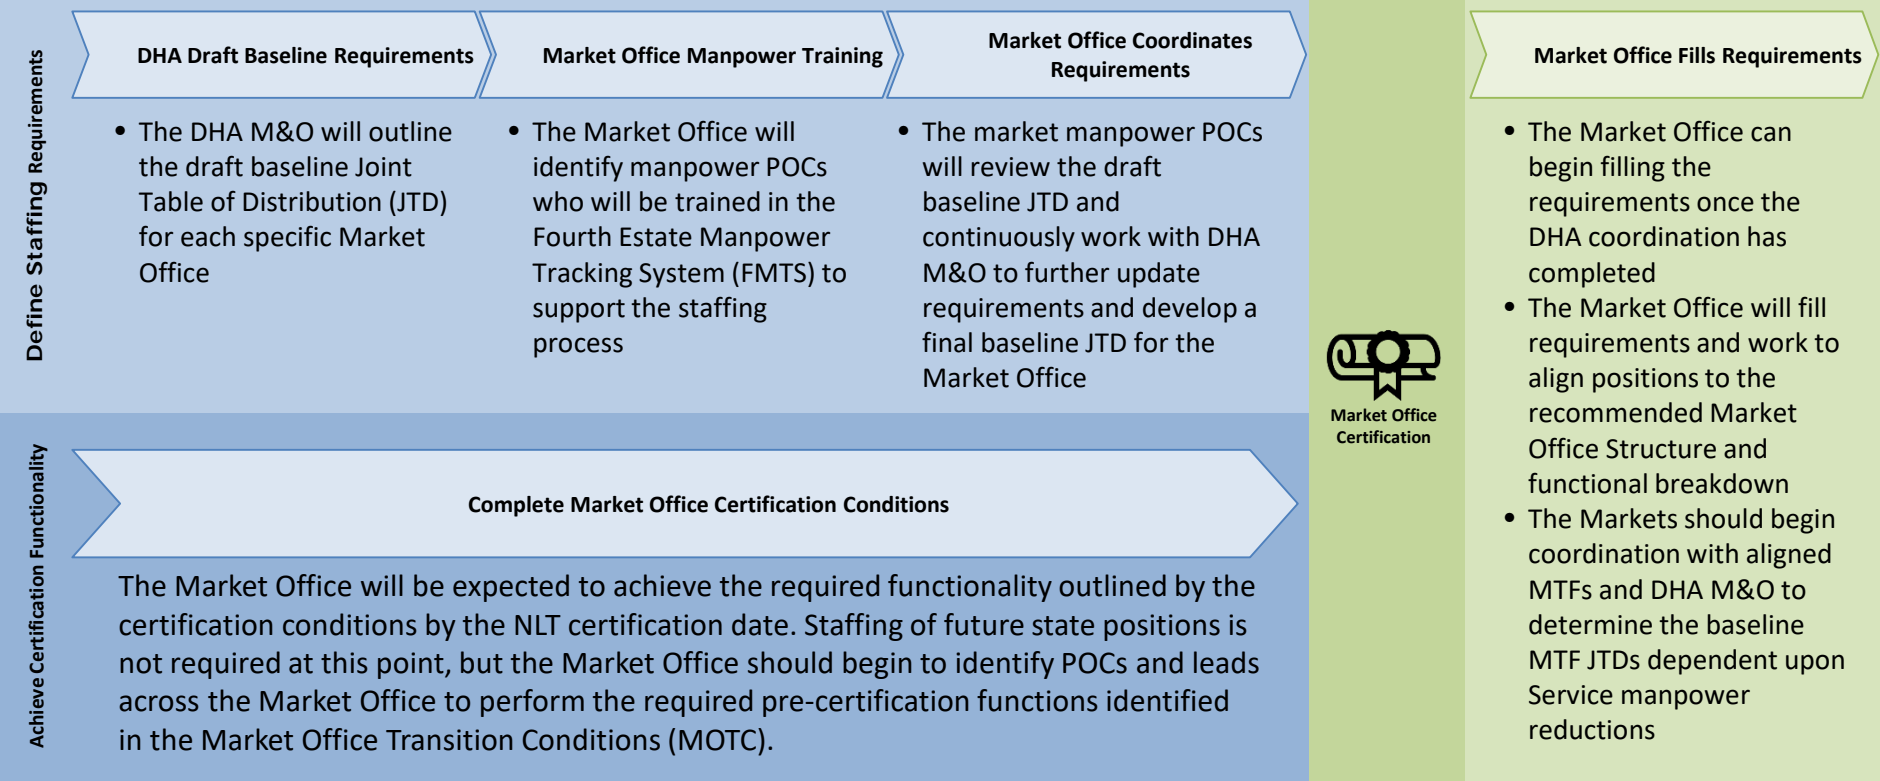 Define Staffing Requirements
DHA Draft Baseline Requirements
• The DHA M&O will outline
the draft baseline Joint
Table of Distribution (JTD)
for each specific Market
Office
Market Office Manpower Training
• The Market Office will
identify manpower POCs
who will be trained in the
Fourth Estate Manpower
Tracking System (FMTS) to
support the staffing
process
Market Office Coordinates
Requirements
• The market manpower POCs
will review the draft
baseline JTD and
continuously work with DHA
M&O to further update
requirements and develop a
final baseline JTD for the
Market Office
Achieve Certification Functionality
Complete Market Office Certification Conditions
The Market Office will be expected to achieve the required functionality outlined by the
certification conditions by the NLT certification date. Staffing of future state positions is
not required at this point, but the Market Office should begin to identify POCs and leads
across the Market Office to perform the required pre-certification functions identified
in the Market Office Transition Conditions (MOTC).
Market Office
Certification
Market Office Fills Requirements
• The Market Office can
begin filling the
requirements once the
DHA coordination has
completed
• The Market Office will fill
requirements and work to
align positions to the
recommended Market
Office Structure and
functional breakdown
• The Markets should begin
coordination with aligned
MTFs and DHA M&O to
determine the baseline
MTF JTDs dependent upon
Service manpower
reductions